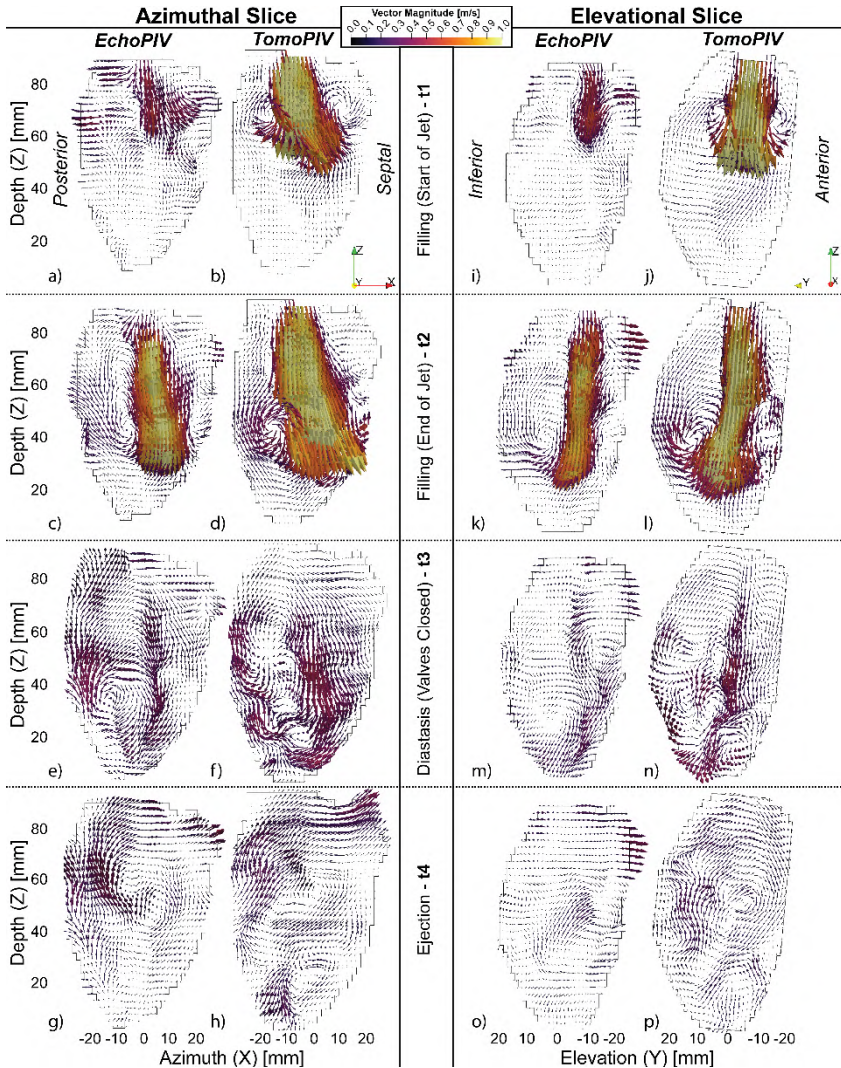 Azimuthal Slice
Elevational Slice
Vector Magnitude [m/s]
0.0 0.1 0.2 0.3 0.4 0.5 0.6 0.7 0.8 0.9 1.0
EchoPIV
TomoPIV
EchoPIV
TomoPIV
Depth (Z) [mm]
80
60
40
20
Posterior
Septal
Filling (Start of Jet) - t1
Inferior
Anterior
a)
b)
i)
j)
Z
Y
X
Z
Y
X
Depth (Z) [mm]
80
60
40
20
Filling (End of Jet) - t2
c)
d)
k)
l)
Depth (Z) [mm]
80
60
40
20
Diastasis (Valves Closed) - t3
e)
f)
m)
n)
Depth (Z) [mm]
80
60
40
20
Ejection - t4
g)
h)
o)
p)
-20 -10 0 10 20
-20 -10 0 10 20
20 10 0 -10 -20
20 10 0 -10 -20
Azimuth (X) [mm]
Elevation (Y) [mm]